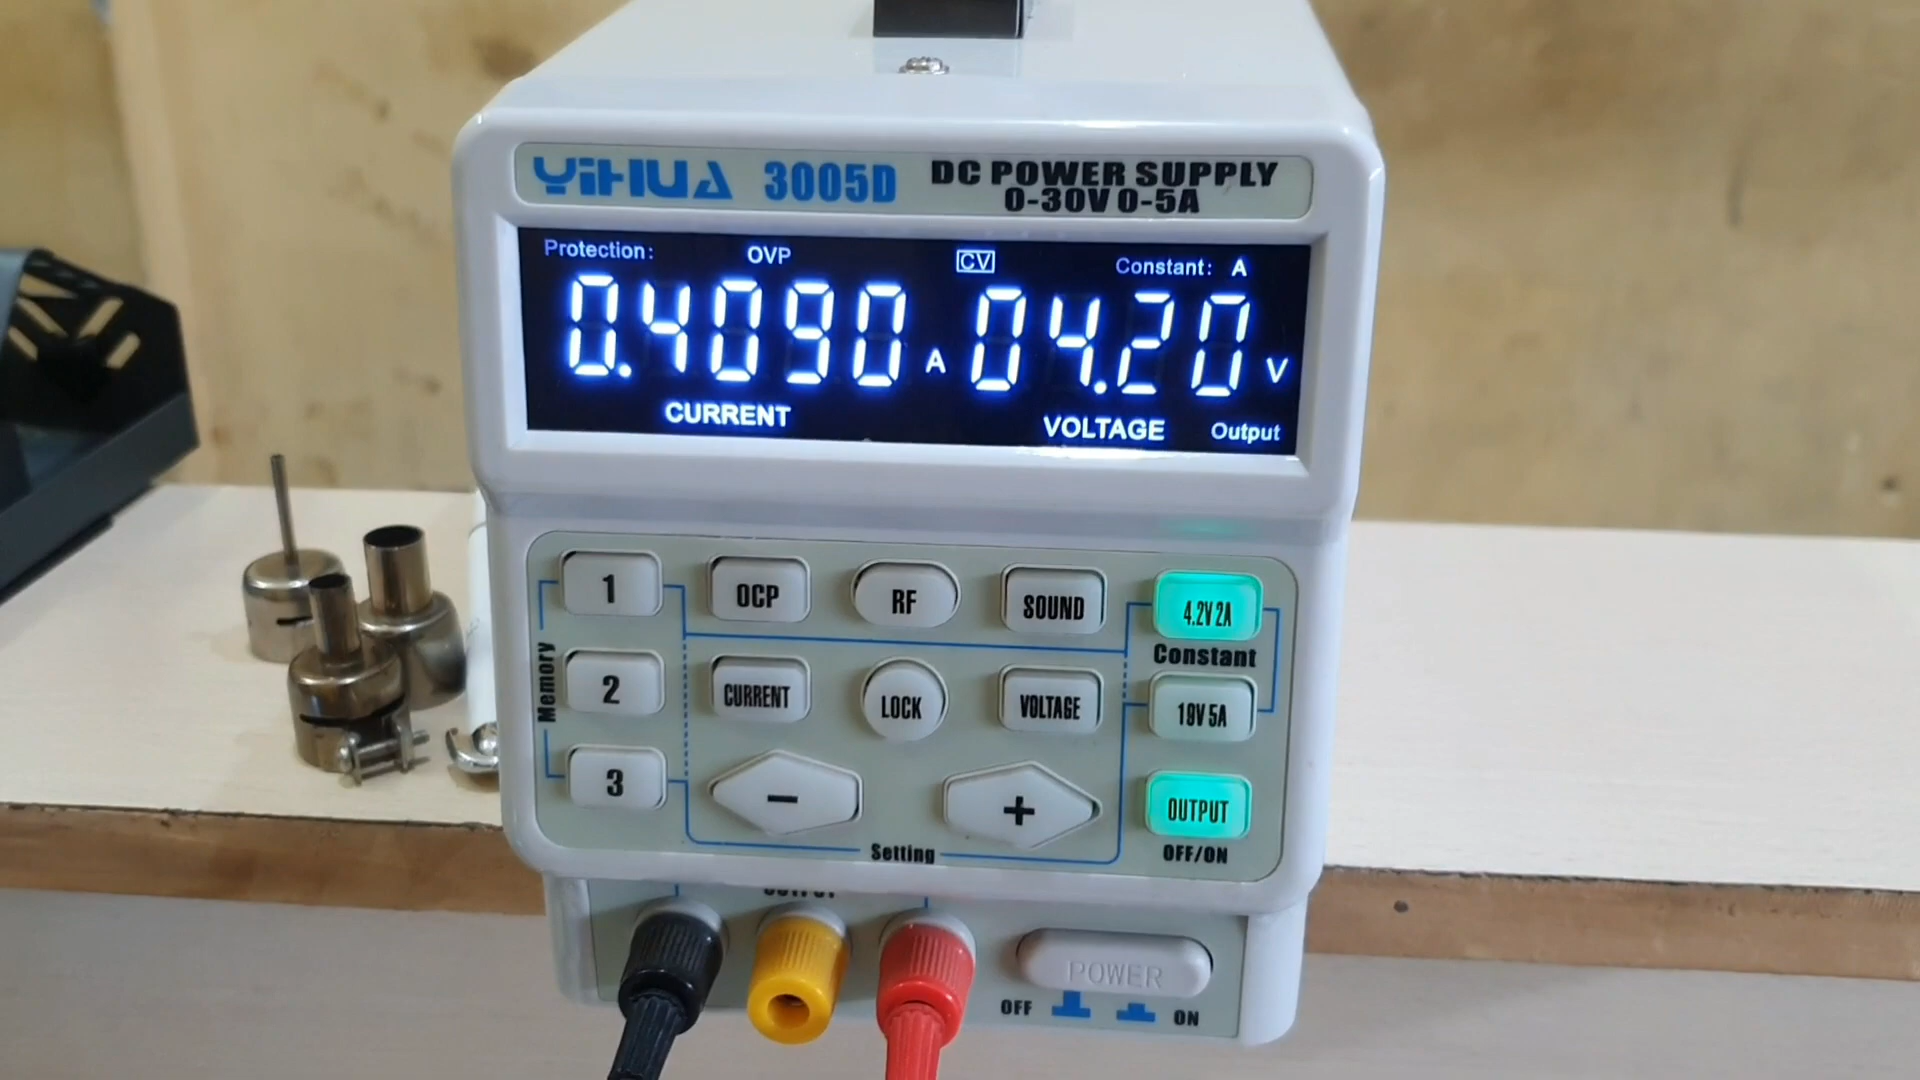 YIHUA 3005D DC POWER SUPPLY
0-30V 0-5A
Protection: OVP CV Constant: A
0.4090 A 04.20 V
CURRENT VOLTAGE Output
1 OCP RF SOUND 4.2V 2A
Constant
Memory
2 CURRENT LOCK VOLTAGE 19V 5A
3 - + OUTPUT
Setting OFF/ON
OUTPUT
POWER
OFF ON